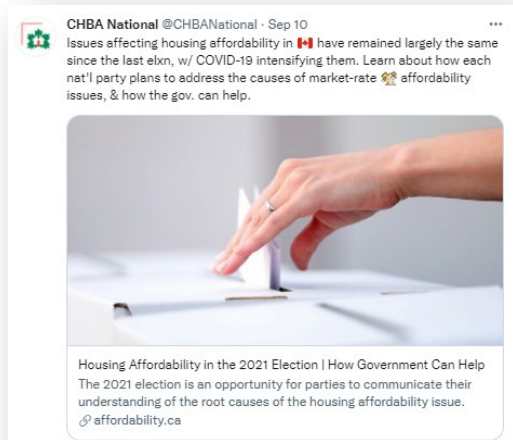 CHBA National @CHBANational · Sep 10
Issues affecting housing affordability in 🇨🇦 have remained largely the same
since the last elxn, w/ COVID-19 intensifying them. Learn about how each
nat'l party plans to address the causes of market-rate 🏘 affordability
issues, & how the gov. can help.
Housing Affordability in the 2021 Election | How Government Can Help
The 2021 election is an opportunity for parties to communicate their
understanding of the root causes of the housing affordability issue.
affordability.ca